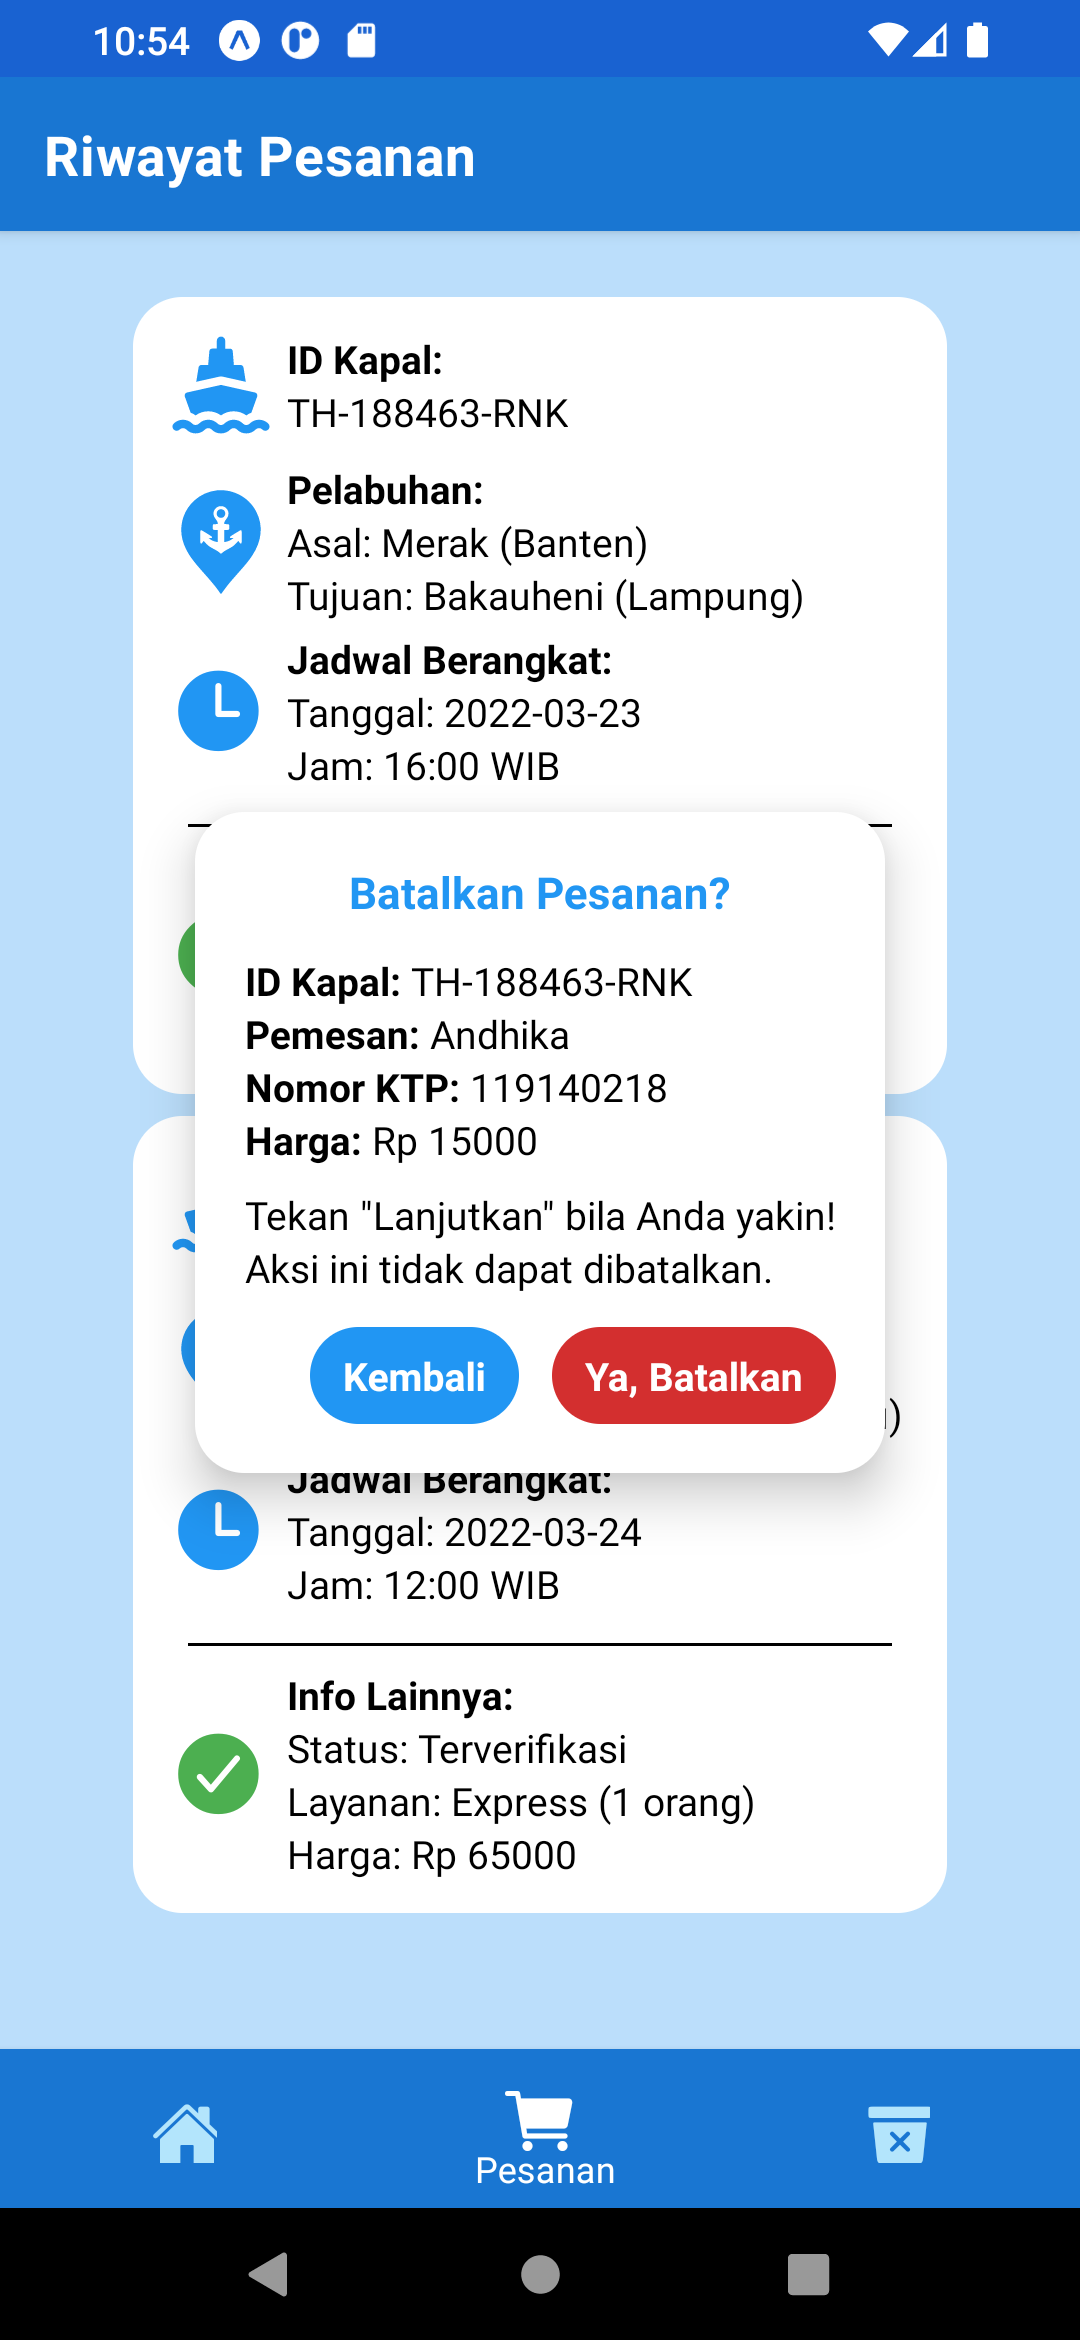 10:54
Riwayat Pesanan
ID Kapal:
TH-188463-RNK
Pelabuhan:
Asal: Merak (Banten)
Tujuan: Bakauheni (Lampung)
Jadwal Berangkat:
Tanggal: 2022-03-23
Jam: 16:00 WIB
Batalkan Pesanan?
ID Kapal: TH-188463-RNK
Pemesan: Andhika
Nomor KTP: 119140218
Harga: Rp 15000
Tekan "Lanjutkan" bila Anda yakin!
Aksi ini tidak dapat dibatalkan.
Kembali
Ya, Batalkan
Jadwal Berangkat:
Tanggal: 2022-03-24
Jam: 12:00 WIB
Info Lainnya:
Status: Terverifikasi
Layanan: Express (1 orang)
Harga: Rp 65000
Pesanan